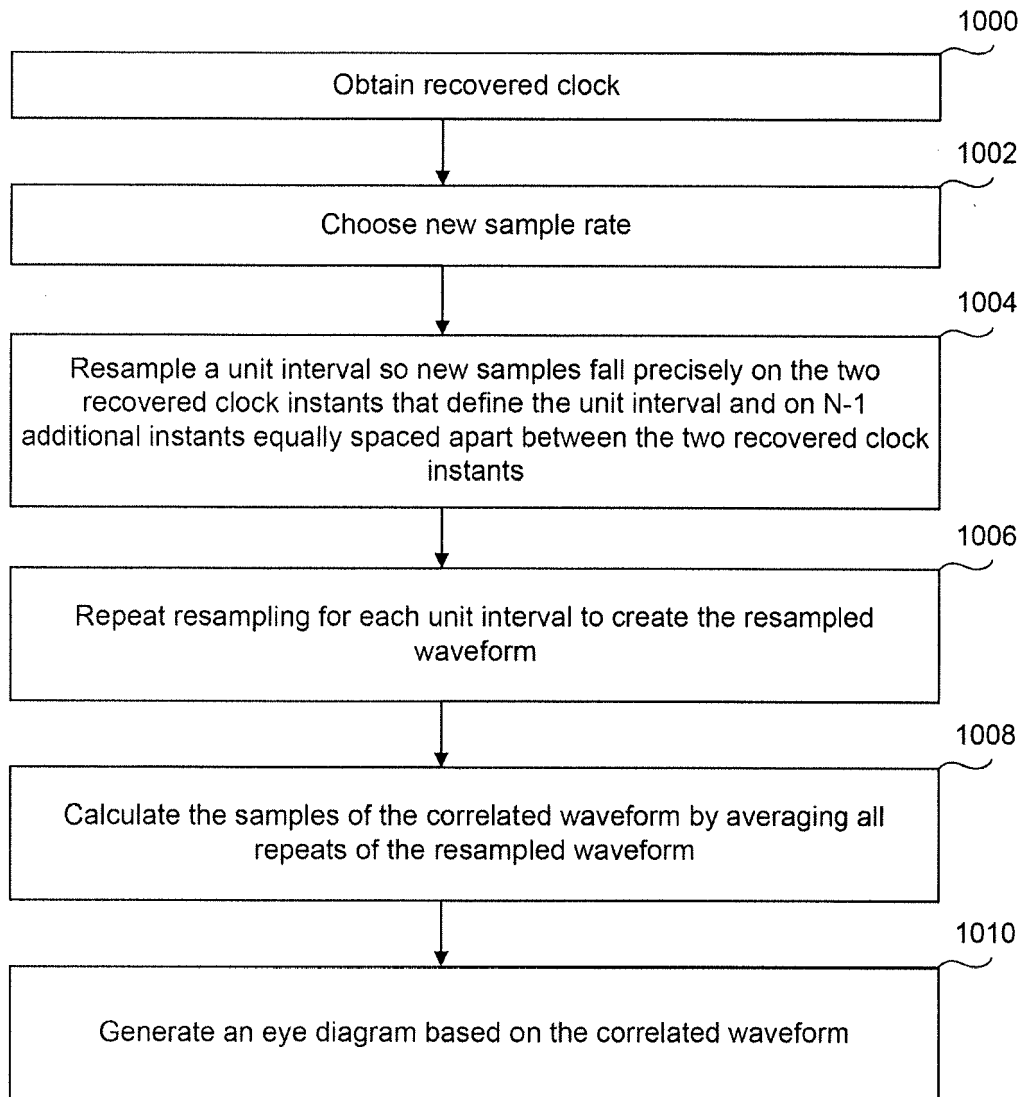 1000
Obtain recovered clock
1002
Choose new sample rate
1004
Resample a unit interval so new samples fall precisely on the two
recovered clock instants that define the unit interval and on N-1
additional instants equally spaced apart between the two recovered clock
instants
1006
Repeat resampling for each unit interval to create the resampled
waveform
1008
Calculate the samples of the correlated waveform by averaging all
repeats of the resampled waveform
1010
Generate an eye diagram based on the correlated waveform